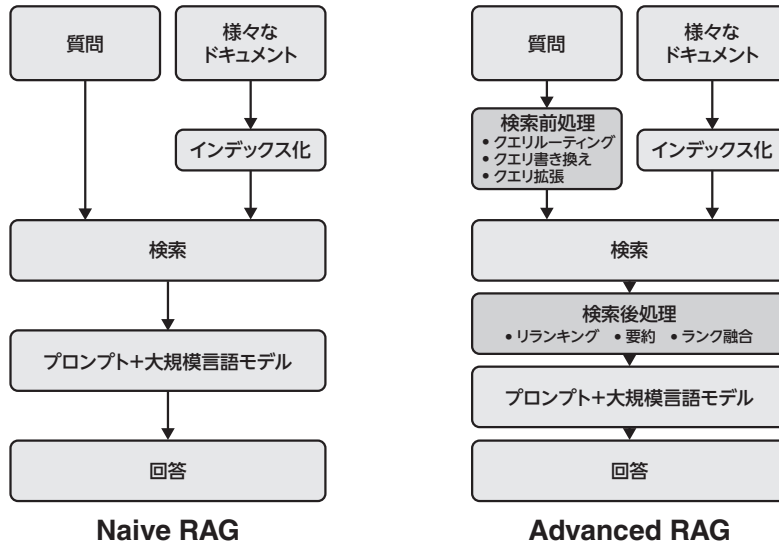 質問
様々な
ドキュメント
インデックス化
検索
プロンプト+大規模言語モデル
回答
Naive RAG
質問
様々な
ドキュメント
検索前処理
• クエリルーティング
• クエリ書き換え
• クエリ拡張
インデックス化
検索
検索後処理
• リランキング • 要約 • ランク融合
プロンプト+大規模言語モデル
回答
Advanced RAG